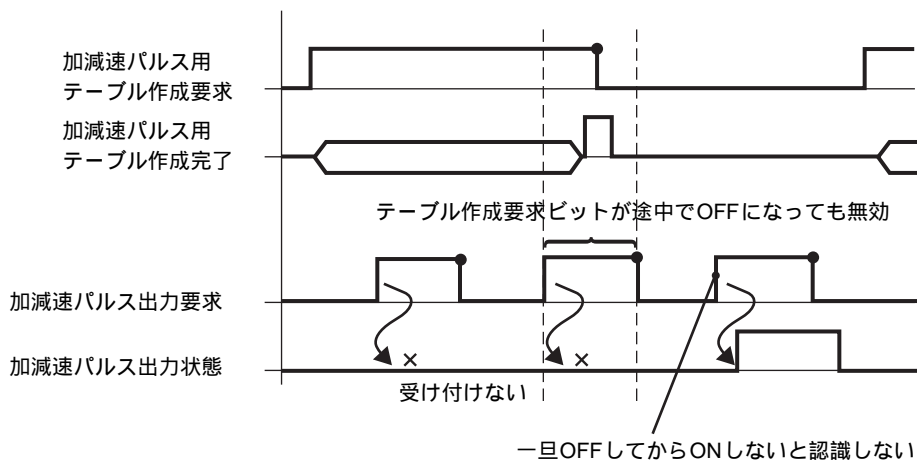 加減速パルス用
テーブル作成要求
加減速パルス用
テーブル作成完了
テーブル作成要求ビットが途中でOFFになっても無効
加減速パルス出力要求
加減速パルス出力状態
×
×
受け付けない
一旦OFFしてからONしないと認識しない